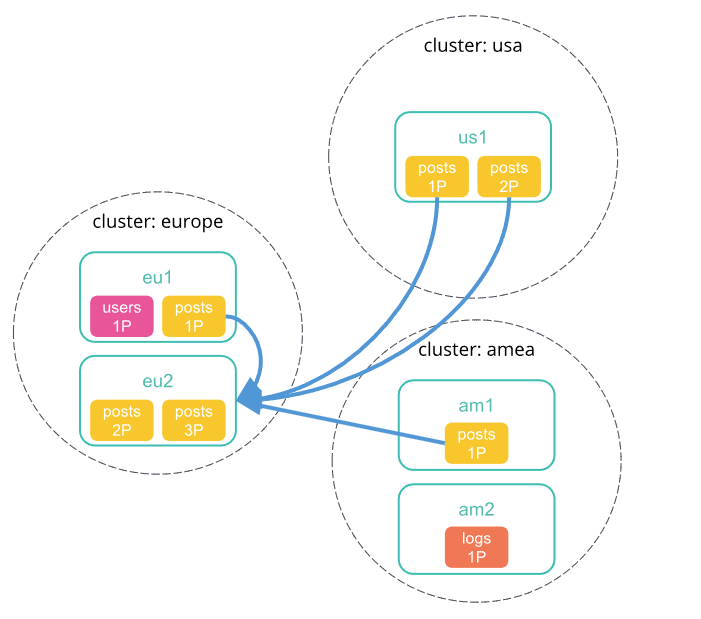 cluster: usa
us1
posts
1P
posts
2P
cluster: europe
eu1
users
1P
posts
1P
eu2
posts
2P
posts
3P
cluster: amea
am1
posts
1P
am2
logs
1P